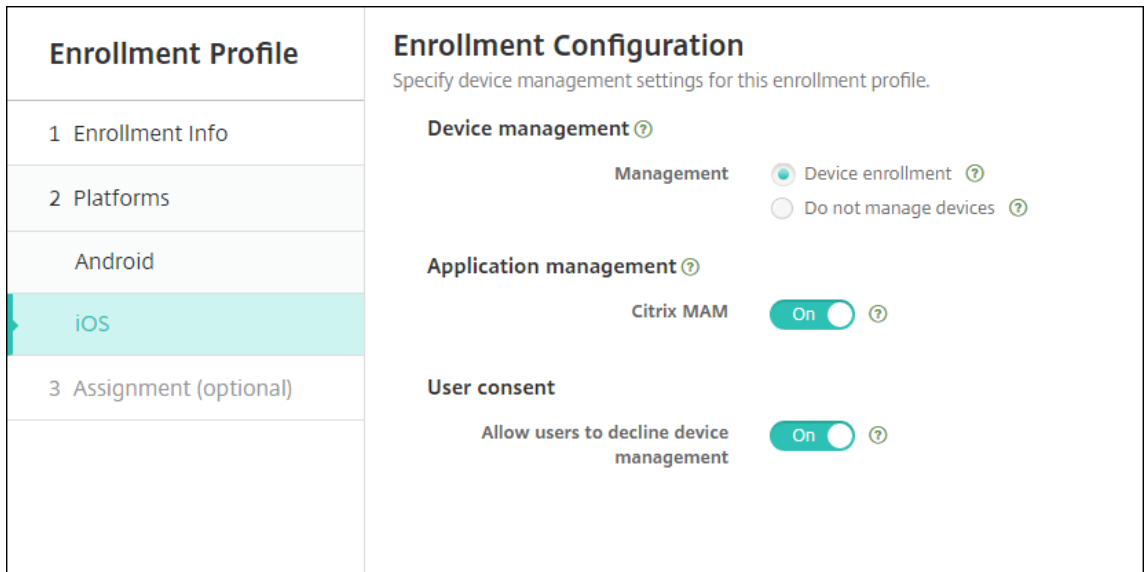 Enrollment Profile
1 Enrollment Info
2 Platforms
Android
iOS
3 Assignment (optional)
Enrollment Configuration
Specify device management settings for this enrollment profile.
Device management ?
Management
Device enrollment ?
Do not manage devices ?
Application management ?
Citrix MAM
On ?
User consent
Allow users to decline device
management
On ?